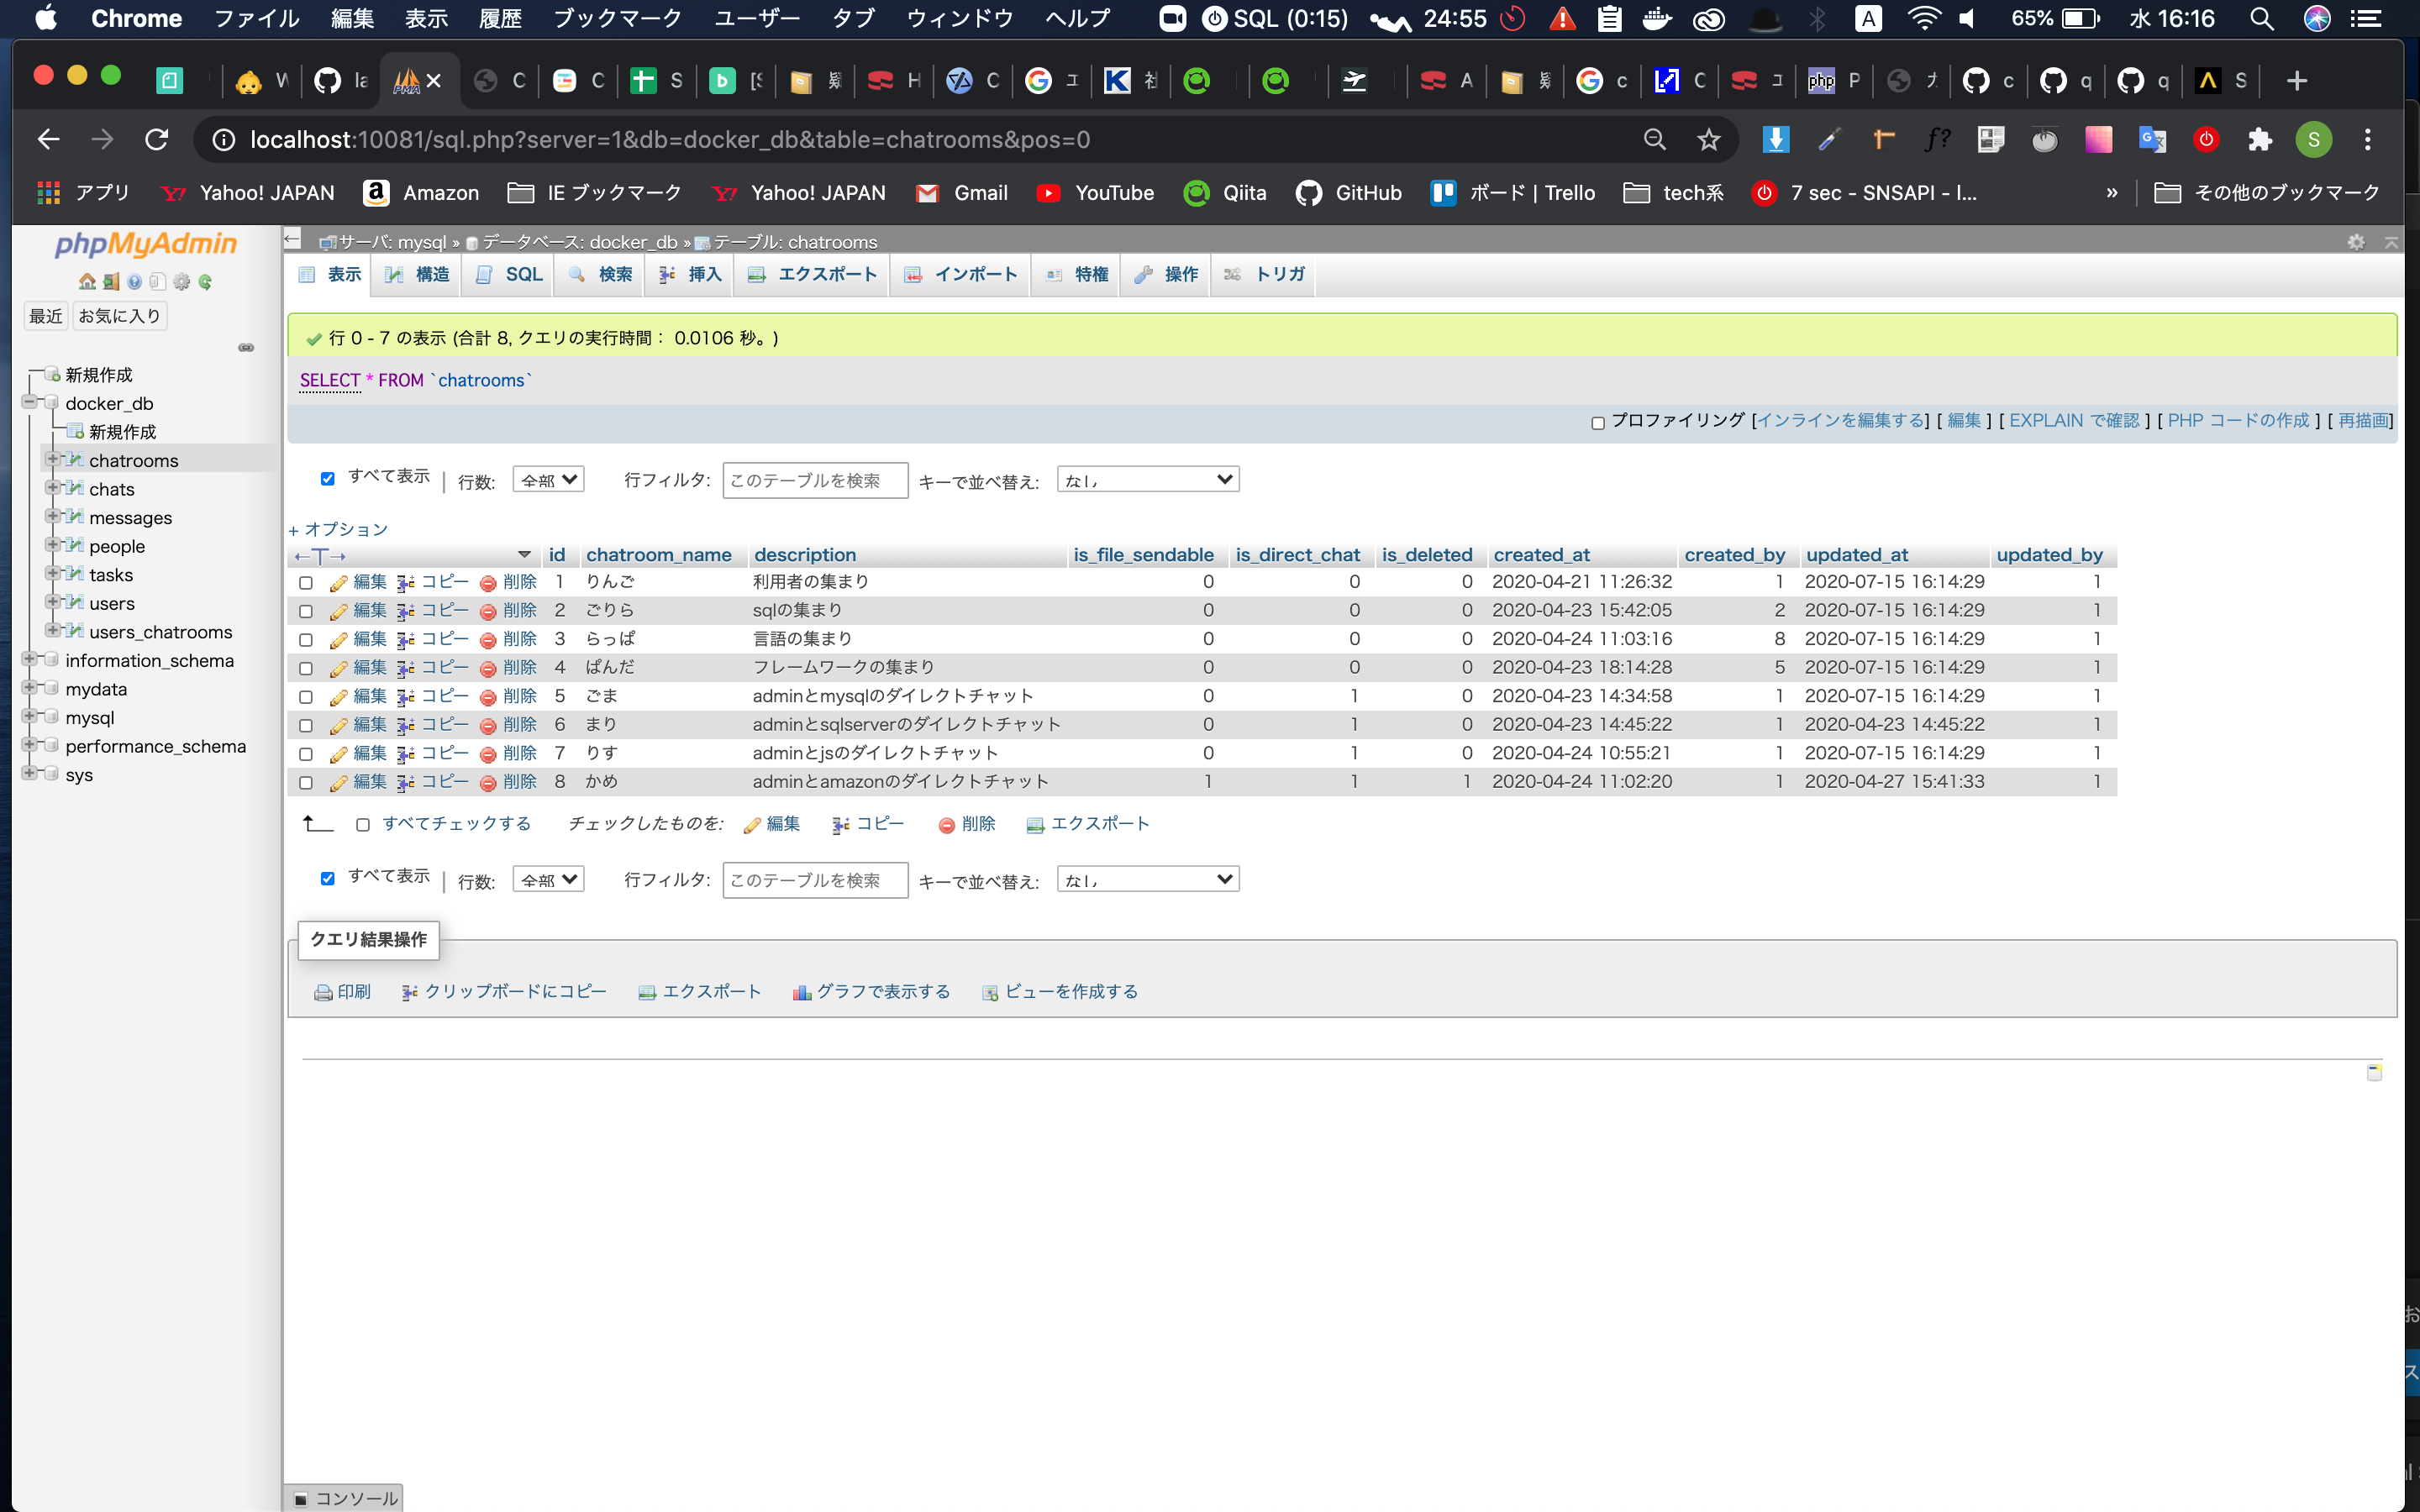 Chrome ファイル 編集 表示 履歴 ブックマーク ユーザー タブ ウィンドウ ヘルプ SQL (0:15) 24:55 A 65% 水 16:16
W la PMA C C S b [S H C G ユ K 社 A G c C ユ php P c q q S
localhost:10081/sql.php?server=1&db=docker_db&table=chatrooms&pos=0 f? S
アプリ Yahoo! JAPAN Amazon IE ブックマーク Yahoo! JAPAN Gmail YouTube Qiita GitHub ボード | Trello tech系 7 sec - SNSAPI - l... » その他のブックマーク
phpMyAdmin
最近 お気に入り
新規作成
docker_db
新規作成
chatrooms
chats
messages
people
tasks
users
users_chatrooms
information_schema
mydata
mysql
performance_schema
sys
サーバ: mysql » データベース: docker_db » テーブル: chatrooms
表示 構造 SQL 検索 挿入 エクスポート インポート 特権 操作 トリガ
行 0 - 7 の表示 (合計 8, クエリの実行時間： 0.0106 秒。)
SELECT * FROM `chatrooms`
プロファイリング [インラインを編集する] [ 編集 ] [ EXPLAIN で確認 ] [ PHP コードの作成 ] [ 再描画]
すべて表示 | 行数: 全部 行フィルタ: このテーブルを検索 キーで並べ替え: なし
+ オプション
←T→ id chatroom_name description is_file_sendable is_direct_chat is_deleted created_at created_by updated_at updated_by
編集 コピー 削除 1 りんご 利用者の集まり 0 0 0 2020-04-21 11:26:32 1 2020-07-15 16:14:29 1
編集 コピー 削除 2 ごりら sqlの集まり 0 0 0 2020-04-23 15:42:05 2 2020-07-15 16:14:29 1
編集 コピー 削除 3 らっぱ 言語の集まり 0 0 0 2020-04-24 11:03:16 8 2020-07-15 16:14:29 1
編集 コピー 削除 4 ぱんだ フレームワークの集まり 0 0 0 2020-04-23 18:14:28 5 2020-07-15 16:14:29 1
編集 コピー 削除 5 ごま adminとmysqlのダイレクトチャット 0 1 0 2020-04-23 14:34:58 1 2020-07-15 16:14:29 1
編集 コピー 削除 6 まり adminとsqlserverのダイレクトチャット 0 1 0 2020-04-23 14:45:22 1 2020-04-23 14:45:22 1
編集 コピー 削除 7 りす adminとjsのダイレクトチャット 0 1 0 2020-04-24 10:55:21 1 2020-07-15 16:14:29 1
編集 コピー 削除 8 かめ adminとamazonのダイレクトチャット 1 1 1 2020-04-24 11:02:20 1 2020-04-27 15:41:33 1
すべてチェックする チェックしたものを: 編集 コピー 削除 エクスポート
すべて表示 | 行数: 全部 行フィルタ: このテーブルを検索 キーで並べ替え: なし
クエリ結果操作
印刷 クリップボードにコピー エクスポート グラフで表示する ビューを作成する
コンソール